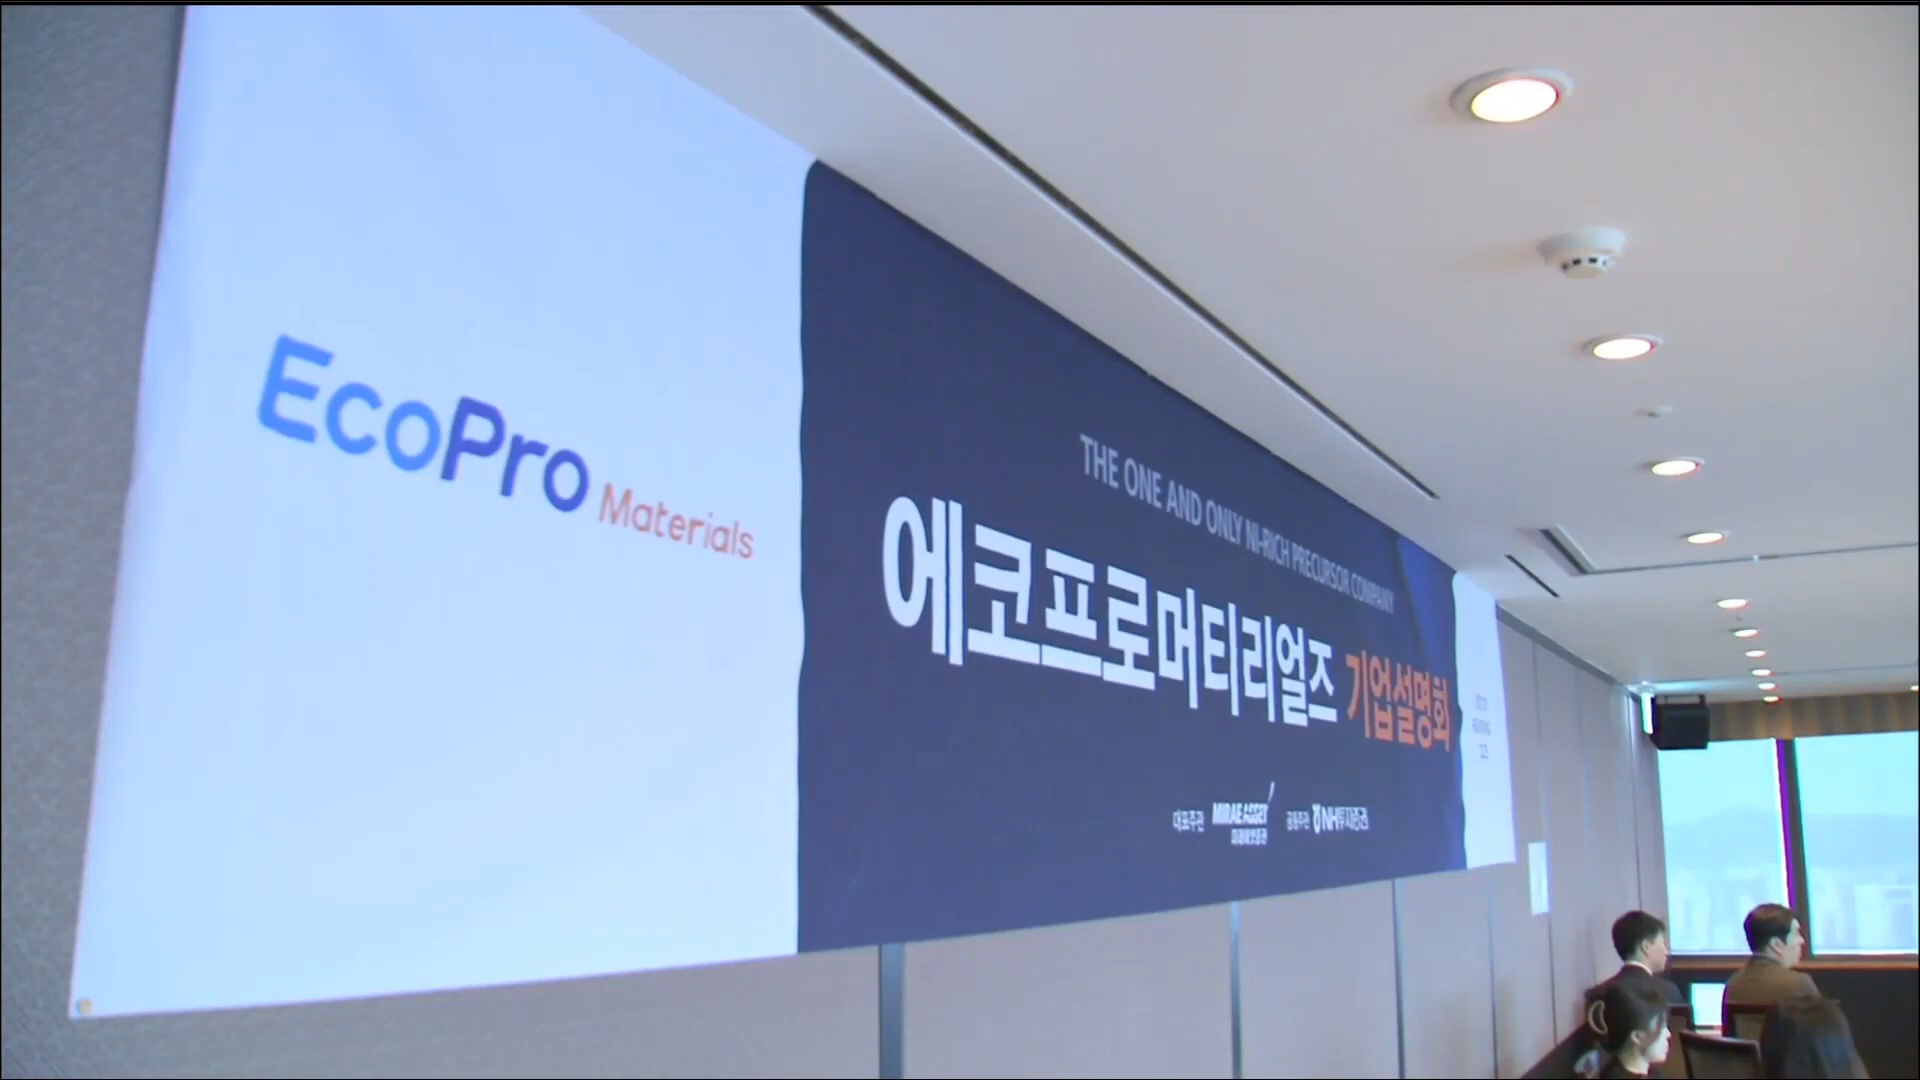 EcoPro Materials
THE ONE AND ONLY NI-RICH PRECURSOR COMPANY
에코프로머티리얼즈 기업설명회
대표주관 MIRAE ASSET 미래에셋증권 공동주관 NH투자증권